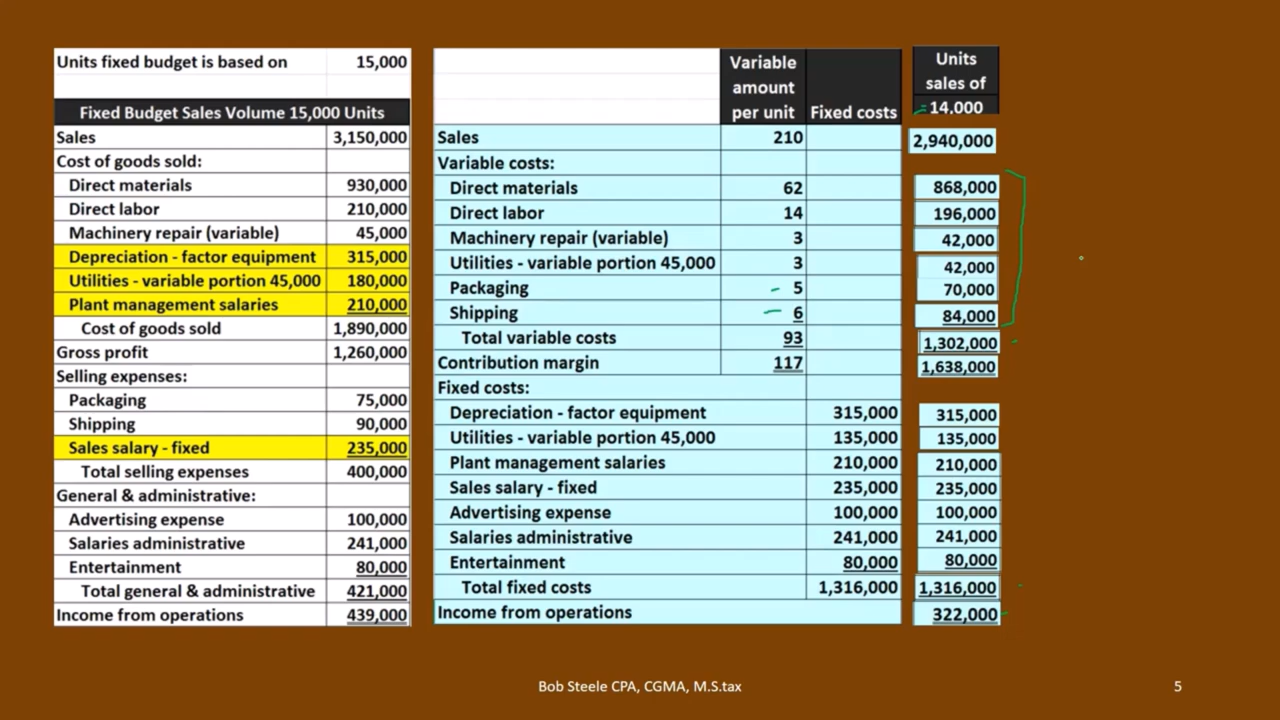 Units fixed budget is based on 15,000
Fixed Budget Sales Volume 15,000 Units
Sales 3,150,000
Cost of goods sold:
Direct materials 930,000
Direct labor 210,000
Machinery repair (variable) 45,000
Depreciation - factor equipment 315,000
Utilities - variable portion 45,000 180,000
Plant management salaries 210,000
Cost of goods sold 1,890,000
Gross profit 1,260,000
Selling expenses:
Packaging 75,000
Shipping 90,000
Sales salary - fixed 235,000
Total selling expenses 400,000
General & administrative:
Advertising expense 100,000
Salaries administrative 241,000
Entertainment 80,000
Total general & administrative 421,000
Income from operations 439,000
Variable
amount
per unit Fixed costs
Units
sales of
14,000
Sales 210 2,940,000
Variable costs:
Direct materials 62 868,000
Direct labor 14 196,000
Machinery repair (variable) 3 42,000
Utilities - variable portion 45,000 3 42,000
Packaging 5 70,000
Shipping 6 84,000
Total variable costs 93 1,302,000
Contribution margin 117 1,638,000
Fixed costs:
Depreciation - factor equipment 315,000 315,000
Utilities - variable portion 45,000 135,000 135,000
Plant management salaries 210,000 210,000
Sales salary - fixed 235,000 235,000
Advertising expense 100,000 100,000
Salaries administrative 241,000 241,000
Entertainment 80,000 80,000
Total fixed costs 1,316,000 1,316,000
Income from operations 322,000
Bob Steele CPA, CGMA, M.S.tax
5